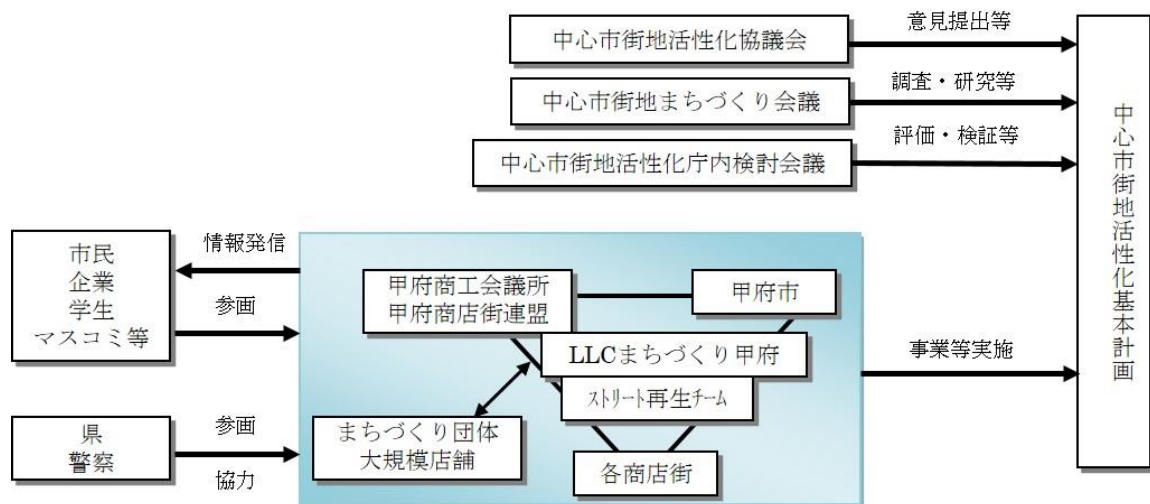 中心市街地活性化協議会
意見提出等
中心市街地まちづくり会議
調査・研究等
中心市街地活性化庁内検討会議
評価・検証等
中心市街地活性化基本計画
市民
企業
学生
マスコミ等
情報発信
参画
甲府商工会議所
甲府商店街連盟
甲府市
LLCまちづくり甲府
ストリート再生チーム
事業等実施
県
警察
参画
協力
まちづくり団体
大規模店舗
各商店街